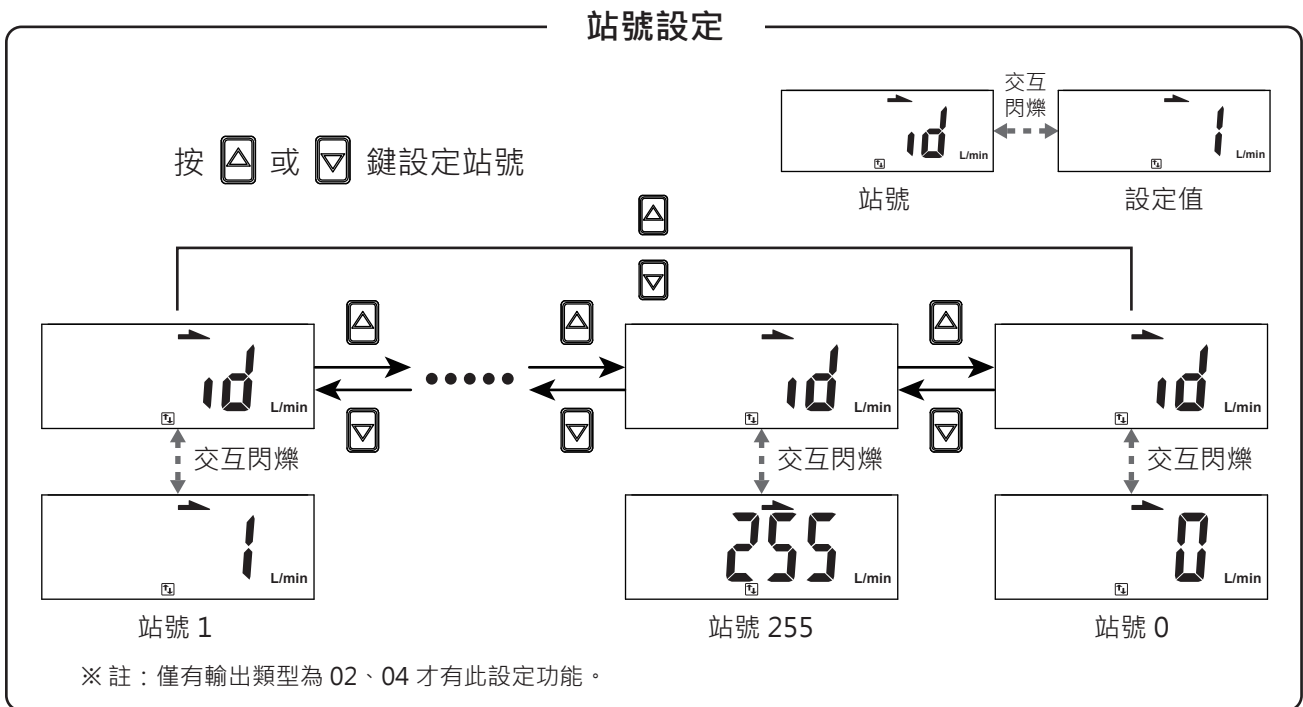 站號設定
交互
閃爍
id L/min
1 L/min
按 或 鍵設定站號
站號
設定值
id L/min
id L/min
id L/min
交互閃爍
交互閃爍
交互閃爍
1 L/min
255 L/min
0 L/min
站號 1
站號 255
站號 0
※ 註：僅有輸出類型為 02、04 才有此設定功能。